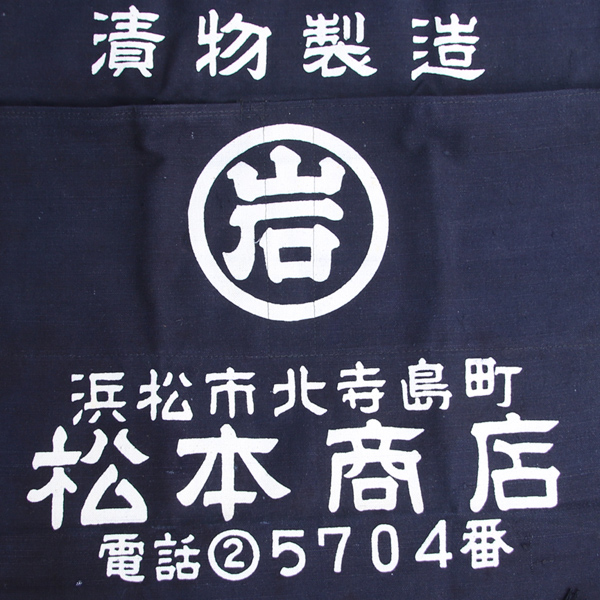 漬物製造
岩
浜松市北寺島町
松本商店
電話②5704番